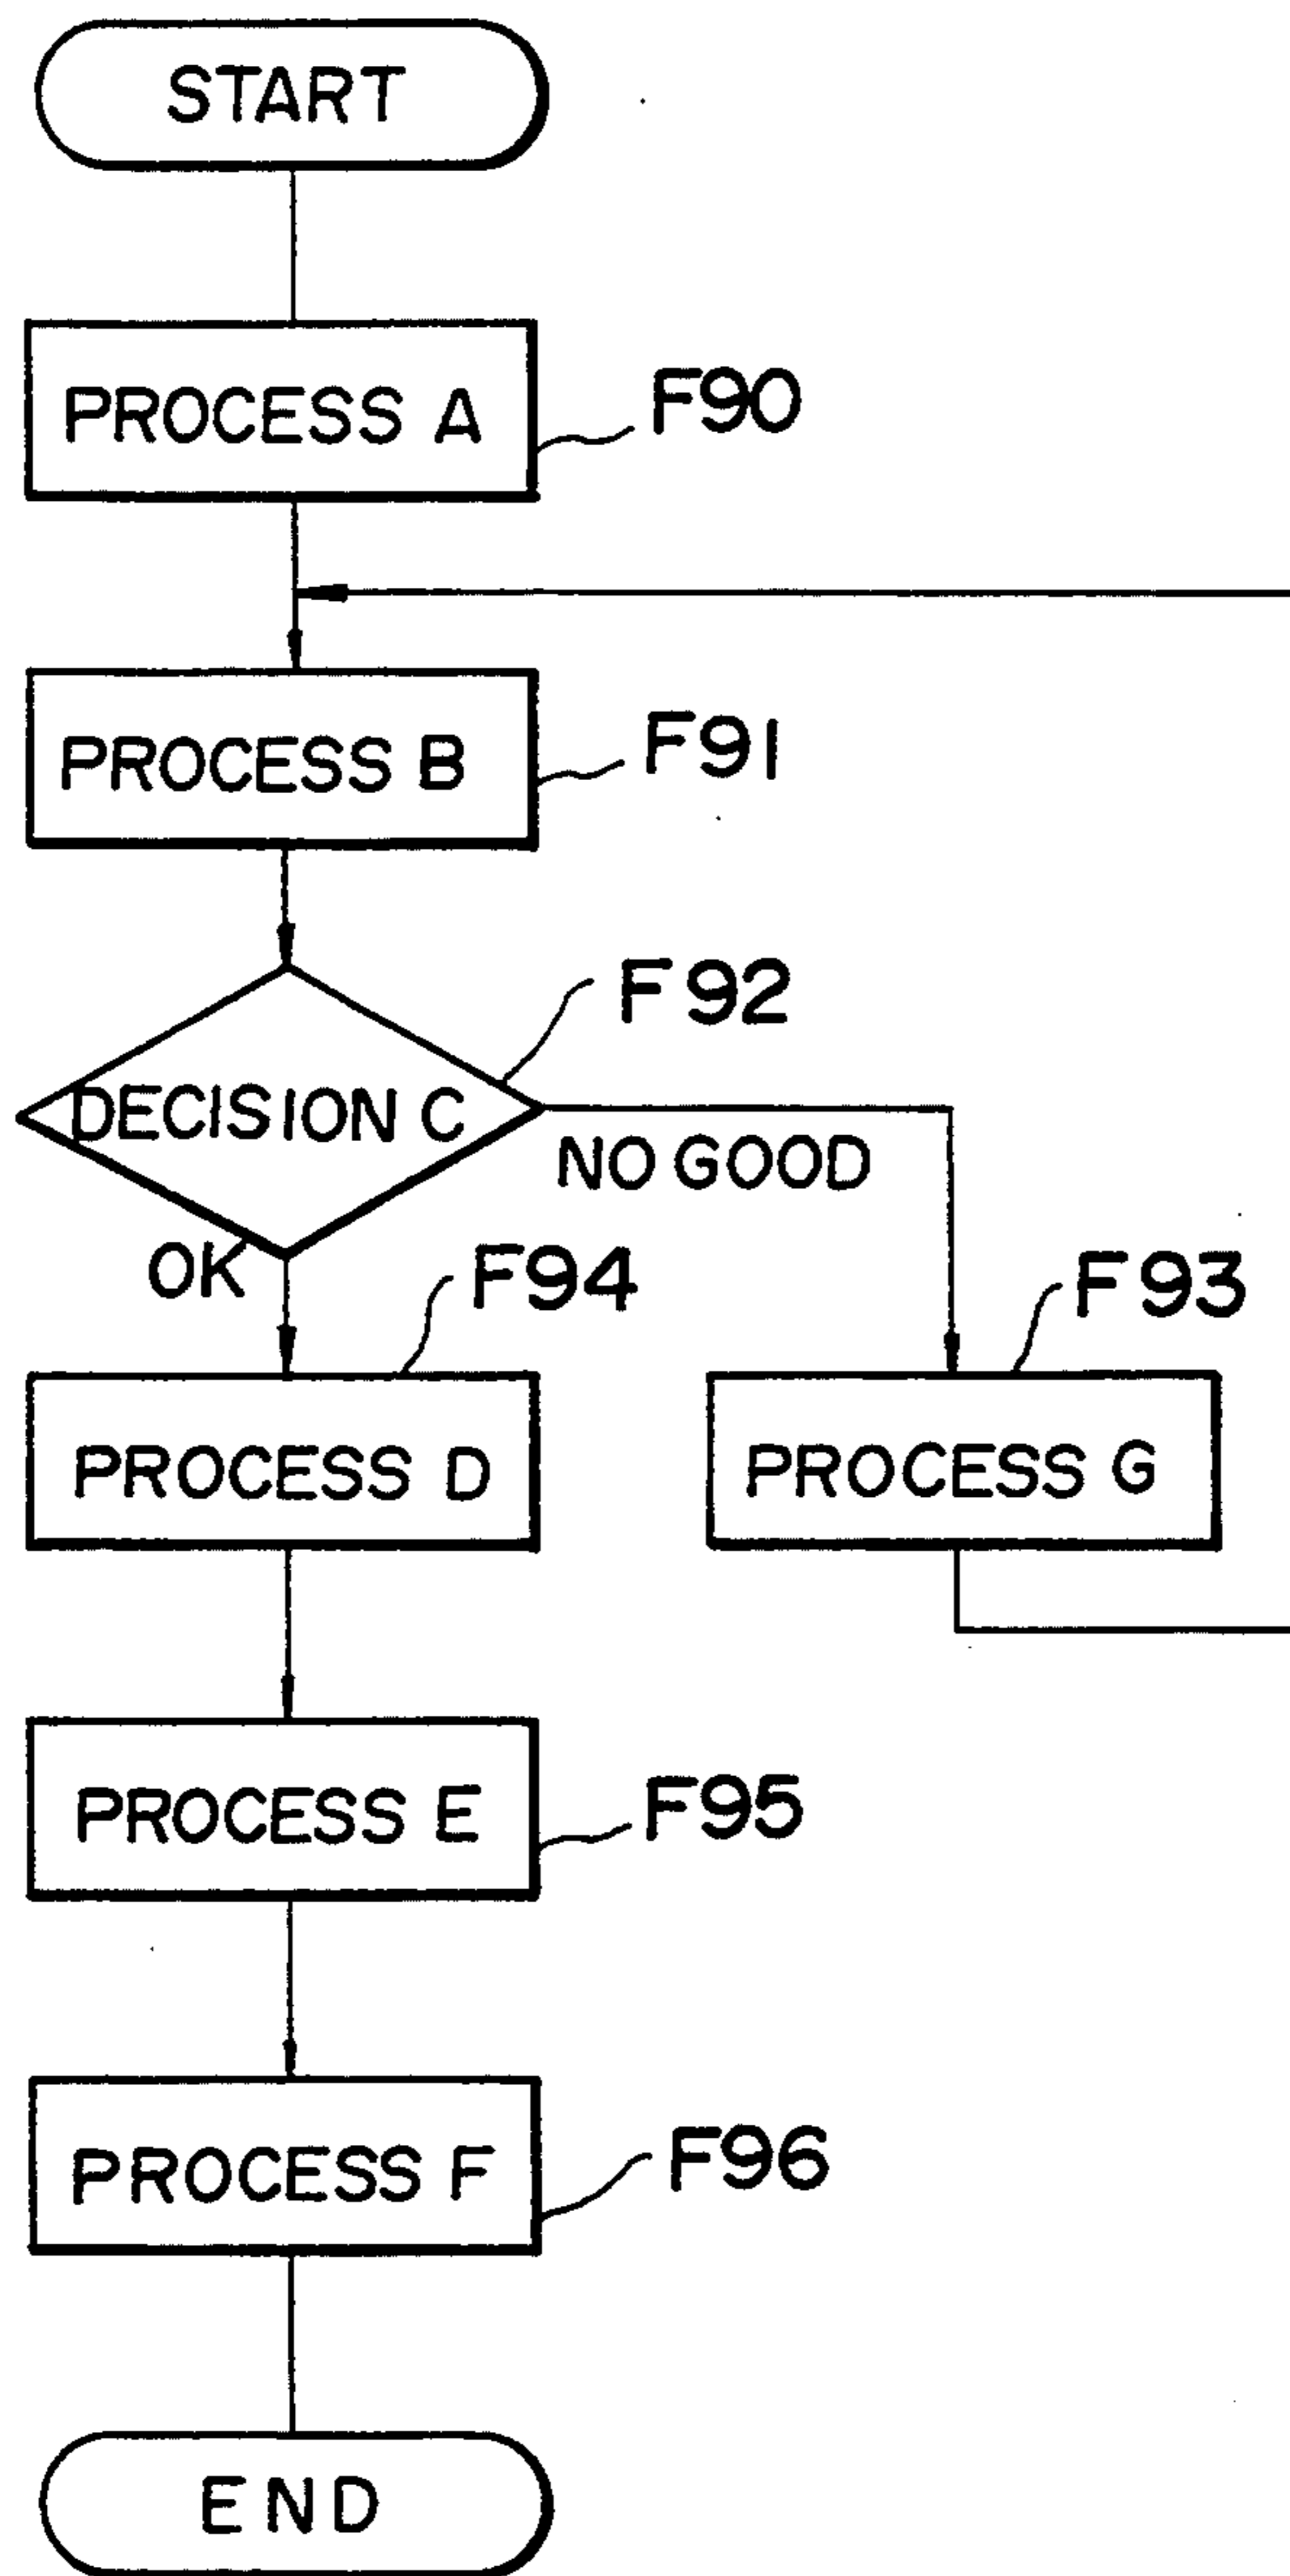 START
PROCESS A
F90
PROCESS B
F91
F92
DECISION C
NO GOOD
OK
F94
F93
PROCESS D
PROCESS G
PROCESS E
F95
PROCESS F
F96
END